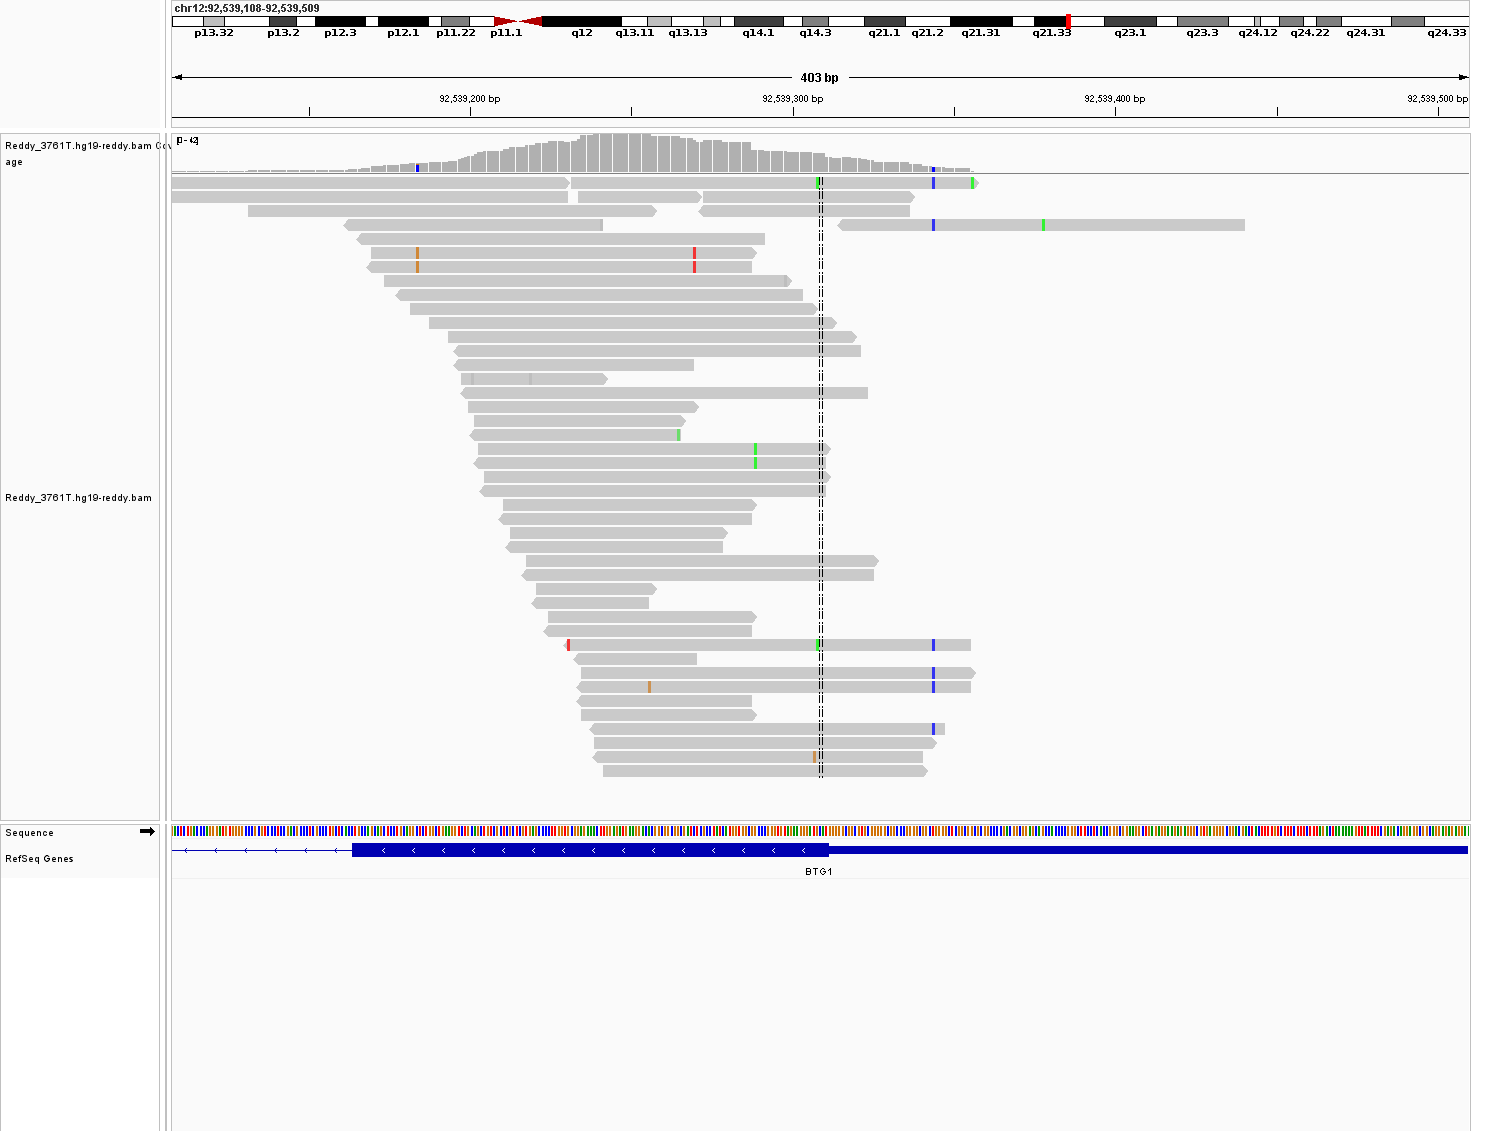 chr12:92,539,108-92,539,509
p13.32 p13.2 p12.3 p12.1 p11.22 p11.1 q12 q13.11 q13.13 q14.1 q14.3 q21.1 q21.2 q21.31 q21.33 q23.1 q23.3 q24.12 q24.22 q24.31 q24.33
403 bp
92,539,200 bp 92,539,300 bp 92,539,400 bp 92,539,500 bp
Reddy_3761T.hg19-reddy.bam Cov
age
[0 - 42]
Reddy_3761T.hg19-reddy.bam
Sequence
RefSeq Genes
BTG1